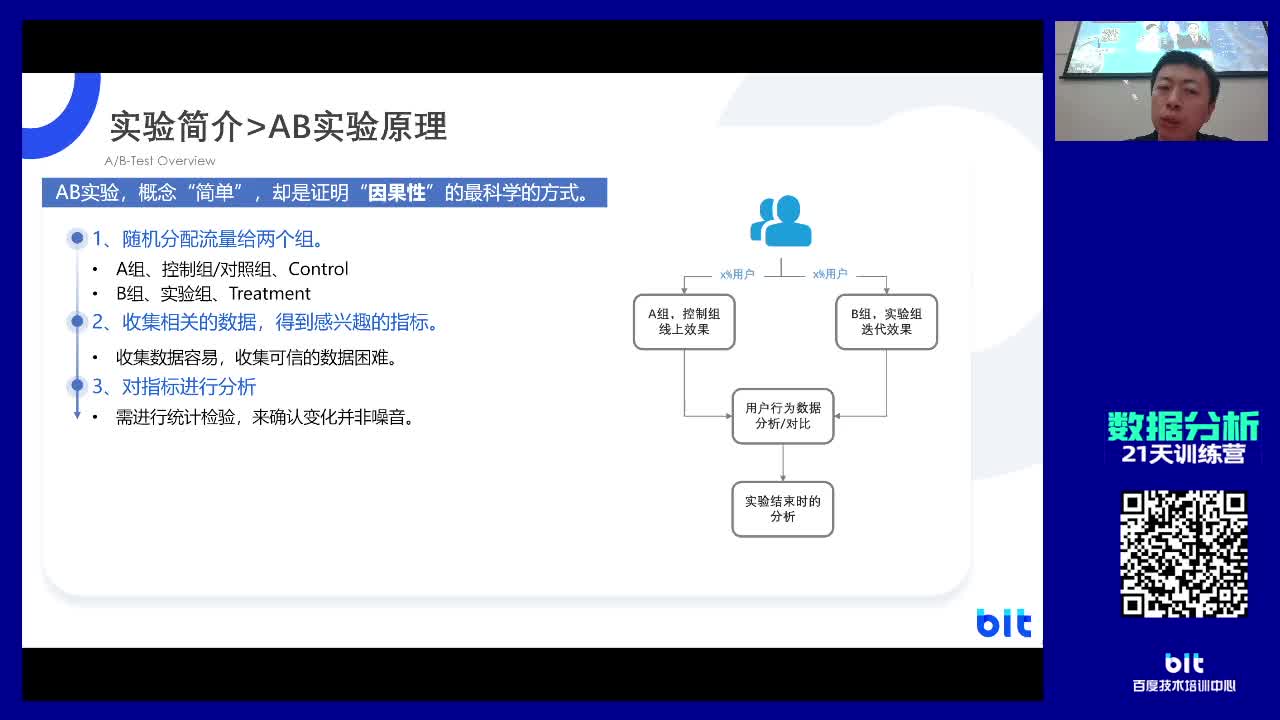 实验简介>AB实验原理
A/B-Test Overview
AB实验，概念“简单”，却是证明“因果性”的最科学的方式。
1、随机分配流量给两个组。
• A组、控制组/对照组、Control
• B组、实验组、Treatment
2、收集相关的数据，得到感兴趣的指标。
• 收集数据容易，收集可信的数据困难。
3、对指标进行分析
• 需进行统计检验，来确认变化并非噪音。
x%用户
x%用户
A组，控制组
线上效果
B组，实验组
迭代效果
用户行为数据
分析/对比
实验结束时的
分析
bit
数据分析
21天训练营
bit
百度技术培训中心